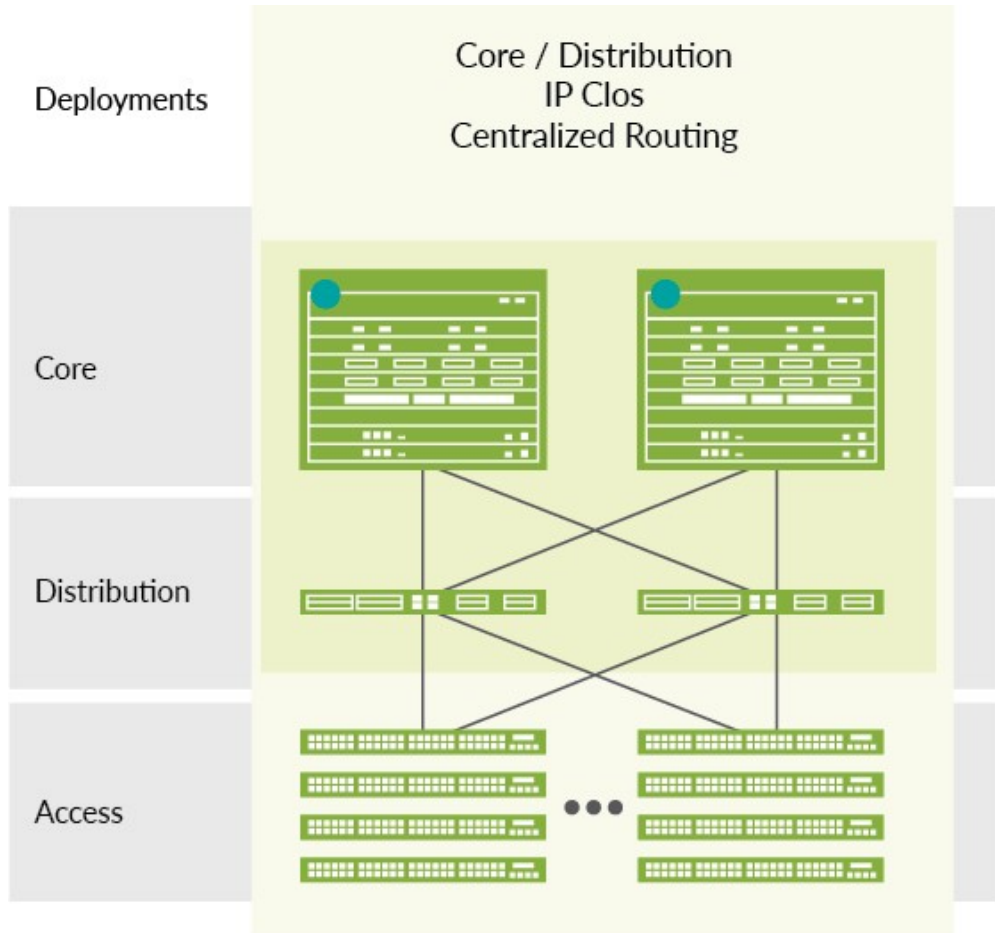 Deployments
Core / Distribution
IP Clos
Centralized Routing
Core
Distribution
Access